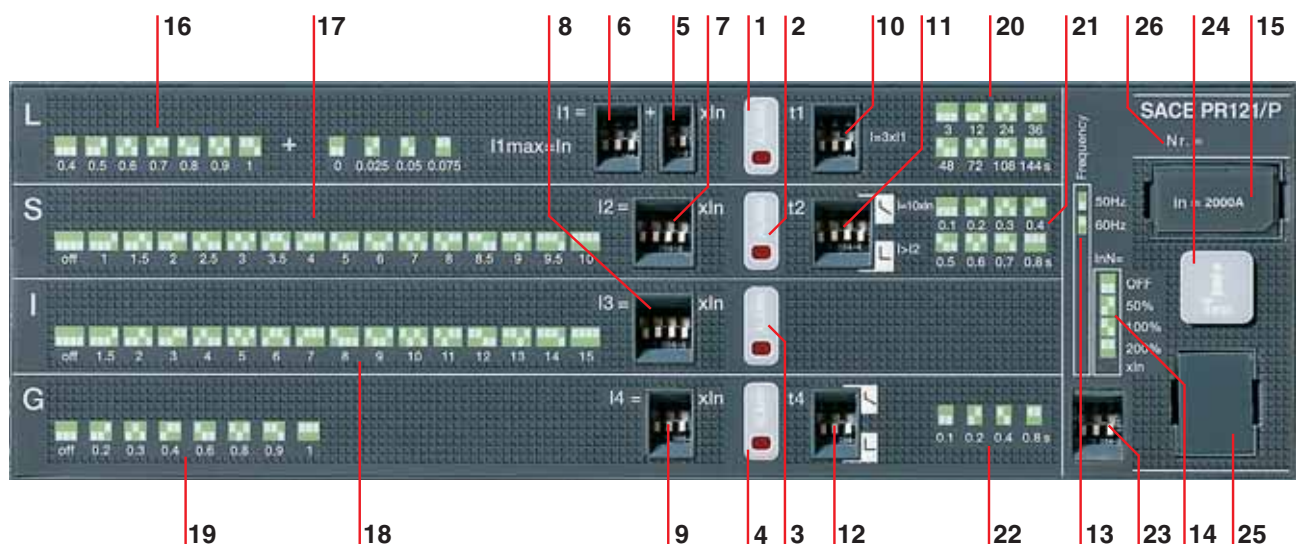 16 17 8 6 5 7 1 2 10 11 20 21 26 24 15
L I1 = + xIn t1 SACE PR121/P
I1max=In I=3xI1 3 12 24 36 Nr. =
0.4 0.5 0.6 0.7 0.8 0.9 1 + 0 0.025 0.05 0.075 48 72 108 144 s
Frequency
S I2 = xIn t2 I=10xIn 50Hz In = 2000A
0.1 0.2 0.3 0.4 60Hz
I>I2
off 1 1.5 2 2.5 3 3.5 4 5 6 7 8 8.5 9 9.5 10 0.5 0.6 0.7 0.8 s InN=
I I3 = xIn OFF
50%
100%
off 1.5 2 3 4 5 6 7 8 9 10 11 12 13 14 15 200%
xIn
G I4 = xIn t4
off 0.2 0.3 0.4 0.6 0.8 0.9 1 0.1 0.2 0.4 0.8 s
19 18 9 4 3 12 22 13 23 14 25